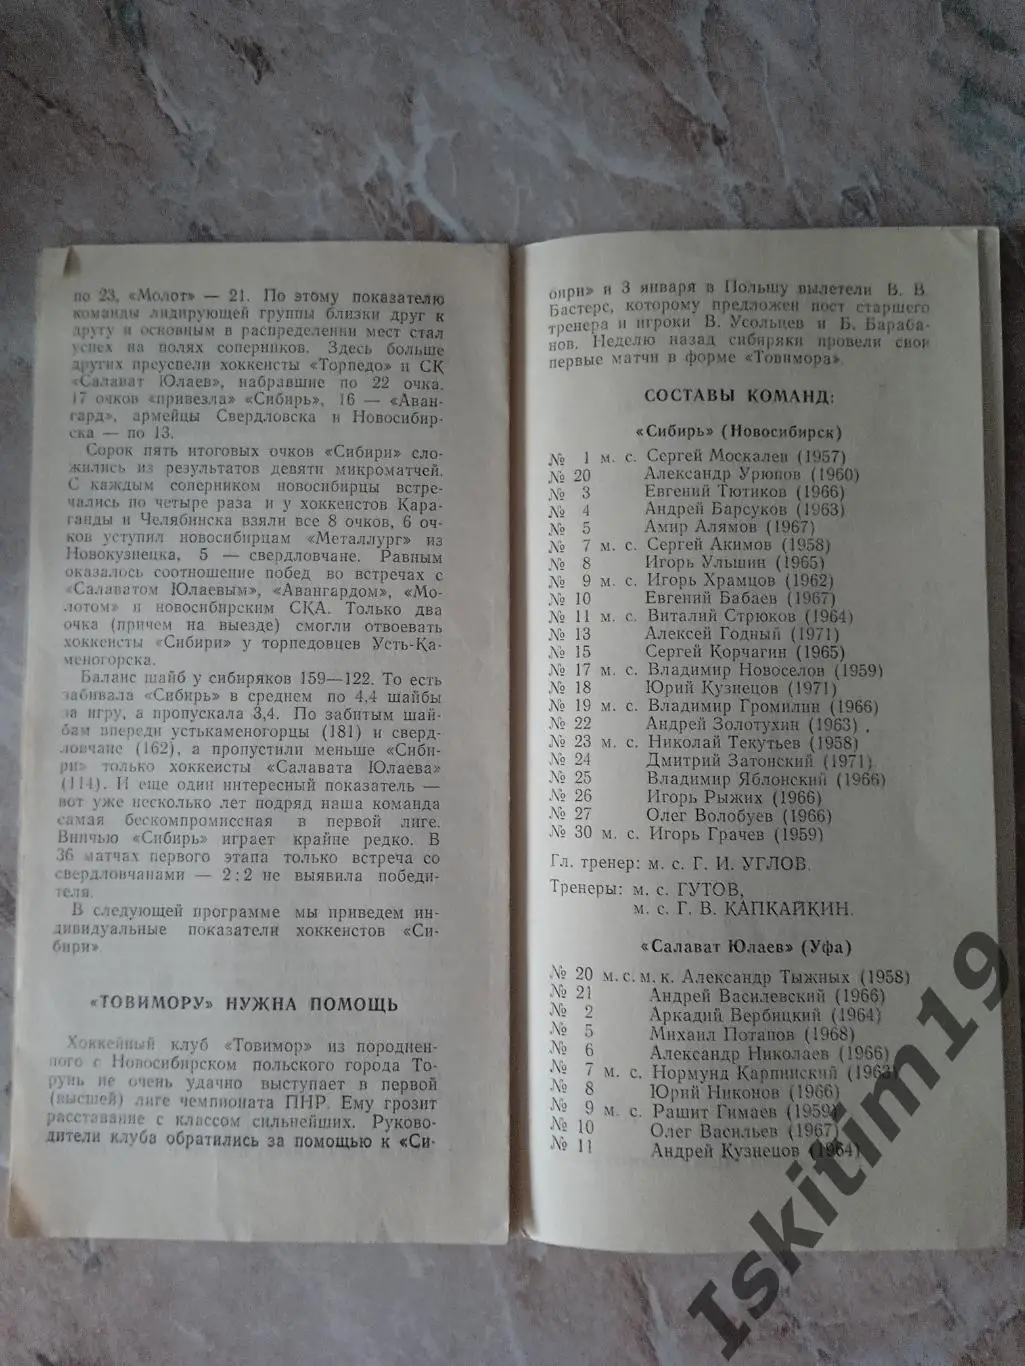 по 23, «Молот» — 21. По этому показателю
команды лидирующей группы близки друг к
другу и основным в распределении мест стал
успех на полях соперников. Здесь больше
других преуспели хоккеисты «Торпедо» и СК
«Салават Юлаев», набравшие по 22 очка.
17 очков «привезла» «Сибирь», 16 — «Аван-
гард», армейцы Свердловска и Новосибир-
ска — по 13.
Сорок пять итоговых очков «Сибири» сло-
жились из результатов девяти микроматчей.
С каждым соперником новосибирцы встре-
чались по четыре раза и у хоккеистов Кара-
ганды и Челябинска взяли все 8 очков, 6 оч-
ков уступил новосибирцам «Металлург» из
Новокузнецка, 5 — свердловчане. Равным
оказалось соотношение побед во встречах с
«Салаватом Юлаевым», «Авангардом», «Мо-
лотом» и новосибирским СКА. Только два
очка (причем на выезде) смогли отвоевать
хоккеисты «Сибири» у торпедовцев Усть-Ка-
меногорска.
Баланс шайб у сибиряков 159—122. То есть
забивала «Сибирь» в среднем по 4,4 шайбы
за игру, а пропускала 3,4. По забитым шай-
бам впереди устькаменогорцы (181) и сверд-
ловчане (162), а пропустили меньше «Сиби-
ри» только хоккеисты «Салавата Юлаева»
(114). И еще один интересный показатель —
вот уже несколько лет подряд наша команда
самая бескомпромиссная в первой лиге.
Вничью «Сибирь» играет крайне редко. В
36 матчах первого этапа только встреча со
свердловчанами — 2:2 не выявила победи-
теля.
В следующей программе мы приведем ин-
дивидуальные показатели хоккеистов «Си-
бири»
«ТОВИМОРУ» НУЖНА ПОМОЩЬ
Хоккейный клуб «Товимор» из породнен-
ного с Новосибирском польского города То-
рунь не очень удачно выступает в первой
(высшей) лиге чемпионата ПНР. Ему грозит
расставание с классом сильнейших. Руково-
дители клуба обратились за помощью к «Си-
бири» и 3 января в Польшу вылетели В. В.
Бастерс, которому предложен пост старшего
тренера и игроки В. Усольцев и Б. Бараба-
нов. Неделю назад сибиряки провели свои
первые матчи в форме «Товимора».
СОСТАВЫ КОМАНД:
«Сибирь» (Новосибирск)
№ 1 м. с. Сергей Москалев (1957)
№ 20 Александр Урюпов (1960)
№ 3 Евгений Тютиков (1966)
№ 4 Андрей Барсуков (1963)
№ 5 Амир Алямов (1967)
№ 7 м. с. Сергей Акимов (1958)
№ 8 Игорь Ульшин (1965)
№ 9 м. с. Игорь Храмцов (1962)
№ 10 Евгений Бабаев (1967)
№ 11 м. с. Виталий Стрюков (1964)
№ 13 Алексей Годный (1971)
№ 15 Сергей Корчагин (1965)
№ 17 м. с. Владимир Новоселов (1959)
№ 18 Юрий Кузнецов (1971)
№ 19 м. с. Владимир Громилин (1966)
№ 22 Андрей Золотухин (1963)
№ 23 м. с. Николай Текутьев (1958)
№ 24 Дмитрий Затонский (1971)
№ 25 Владимир Яблонский (1966)
№ 26 Игорь Рыжих (1966)
№ 27 Олег Волобуев (1966)
№ 30 м. с. Игорь Грачев (1959)
Гл. тренер: м. с. Г. И. УГЛОВ.
Тренеры: м. с. ГУТОВ,
м. с. Г. В. КАПКАЙКИН.
«Салават Юлаев» (Уфа)
№ 20 м. с. м. к. Александр Тыжных (1958)
№ 21 Андрей Василевский (1966)
№ 2 Аркадий Вербицкий (1964)
№ 5 Михаил Потапов (1968)
№ 6 Александр Николаев (1966)
№ 7 м. с. Нормунд Карпинский (1963)
№ 8 Юрий Никонов (1966)
№ 9 м. с. Рашит Гимаев (1959)
№ 10 Олег Васильев (1967)
№ 11 Андрей Кузнецов (1964)
Iskitim19